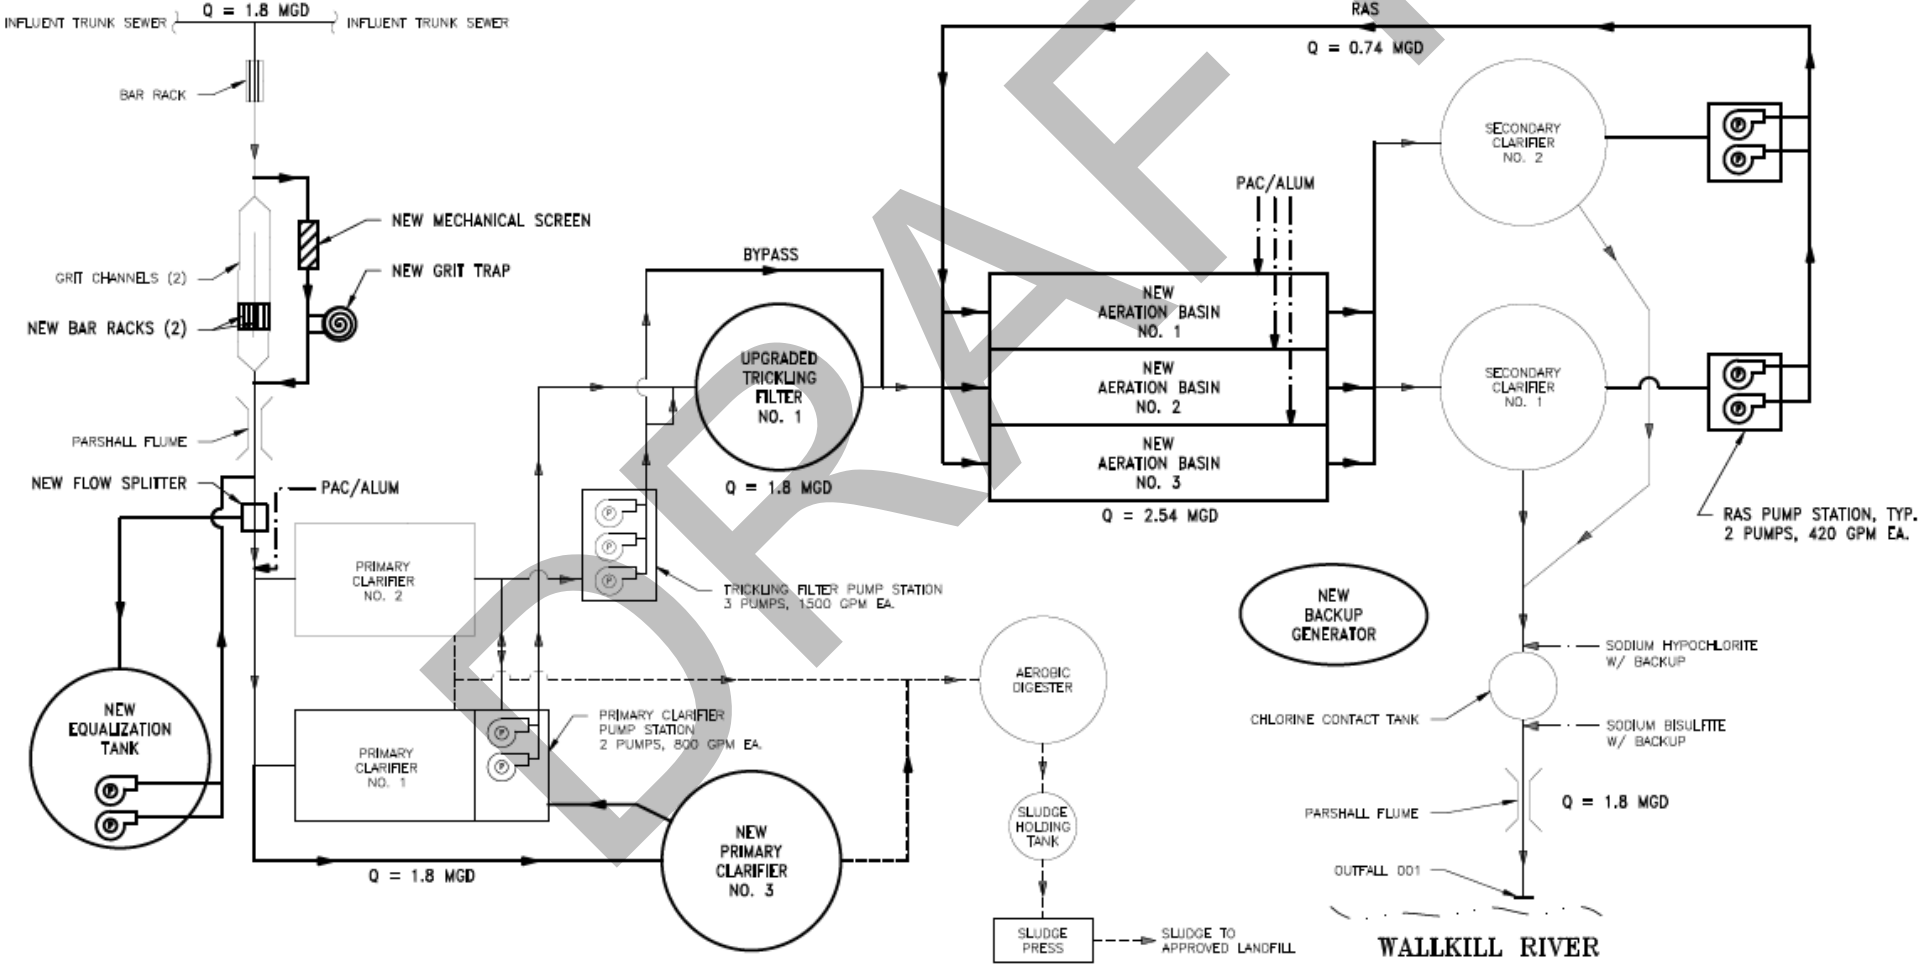 Q = 1.8 MGD
INFLUENT TRUNK SEWER
INFLUENT TRUNK SEWER
BAR RACK
NEW MECHANICAL SCREEN
NEW GRIT TRAP
GRIT CHANNELS (2)
NEW BAR RACKS (2)
PARSHALL FLUME
NEW FLOW SPLITTER
PAC/ALUM
PRIMARY
CLARIFIER
NO. 2
NEW
EQUALIZATION
TANK
P
P
PRIMARY
CLARIFIER
NO. 1
P
P
PRIMARY CLARIFIER
PUMP STATION
2 PUMPS, 800 GPM EA.
Q = 1.8 MGD
NEW
PRIMARY
CLARIFIER
NO. 3
P
P
P
TRICKLING FILTER PUMP STATION
3 PUMPS, 1500 GPM EA.
BYPASS
UPGRADED
TRICKLING
FILTER
NO. 1
Q = 1.8 MGD
RAS
Q = 0.74 MGD
PAC/ALUM
NEW
AERATION BASIN
NO. 1
NEW
AERATION BASIN
NO. 2
NEW
AERATION BASIN
NO. 3
Q = 2.54 MGD
SECONDARY
CLARIFIER
NO. 2
P
P
SECONDARY
CLARIFIER
NO. 1
P
P
RAS PUMP STATION, TYP.
2 PUMPS, 420 GPM EA.
NEW
BACKUP
GENERATOR
AEROBIC
DIGESTER
SLUDGE
HOLDING
TANK
SLUDGE
PRESS
SLUDGE TO
APPROVED LANDFILL
SODIUM HYPOCHLORITE
W/ BACKUP
CHLORINE CONTACT TANK
SODIUM BISULFITE
W/ BACKUP
PARSHALL FLUME
Q = 1.8 MGD
OUTFALL 001
WALLKILL RIVER
DRAFT